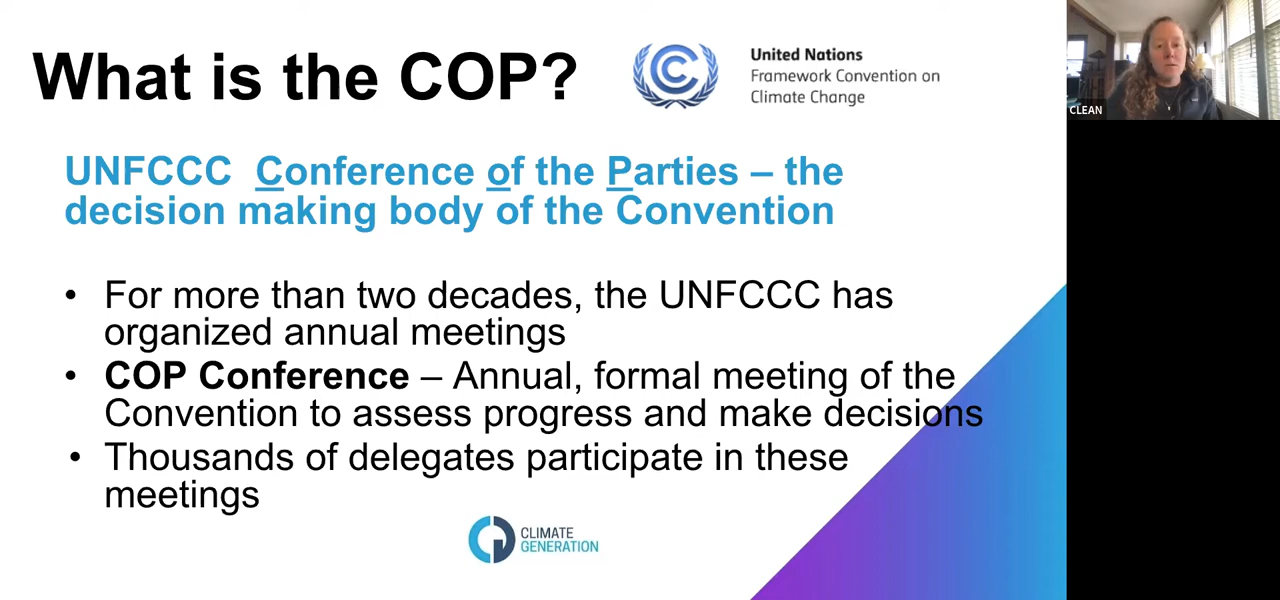 What is the COP?
United Nations
Framework Convention on
Climate Change
CLEAN
UNFCCC Conference of the Parties – the
decision making body of the Convention
• For more than two decades, the UNFCCC has
organized annual meetings
• COP Conference – Annual, formal meeting of the
Convention to assess progress and make decisions
• Thousands of delegates participate in these
meetings
CLIMATE
GENERATION